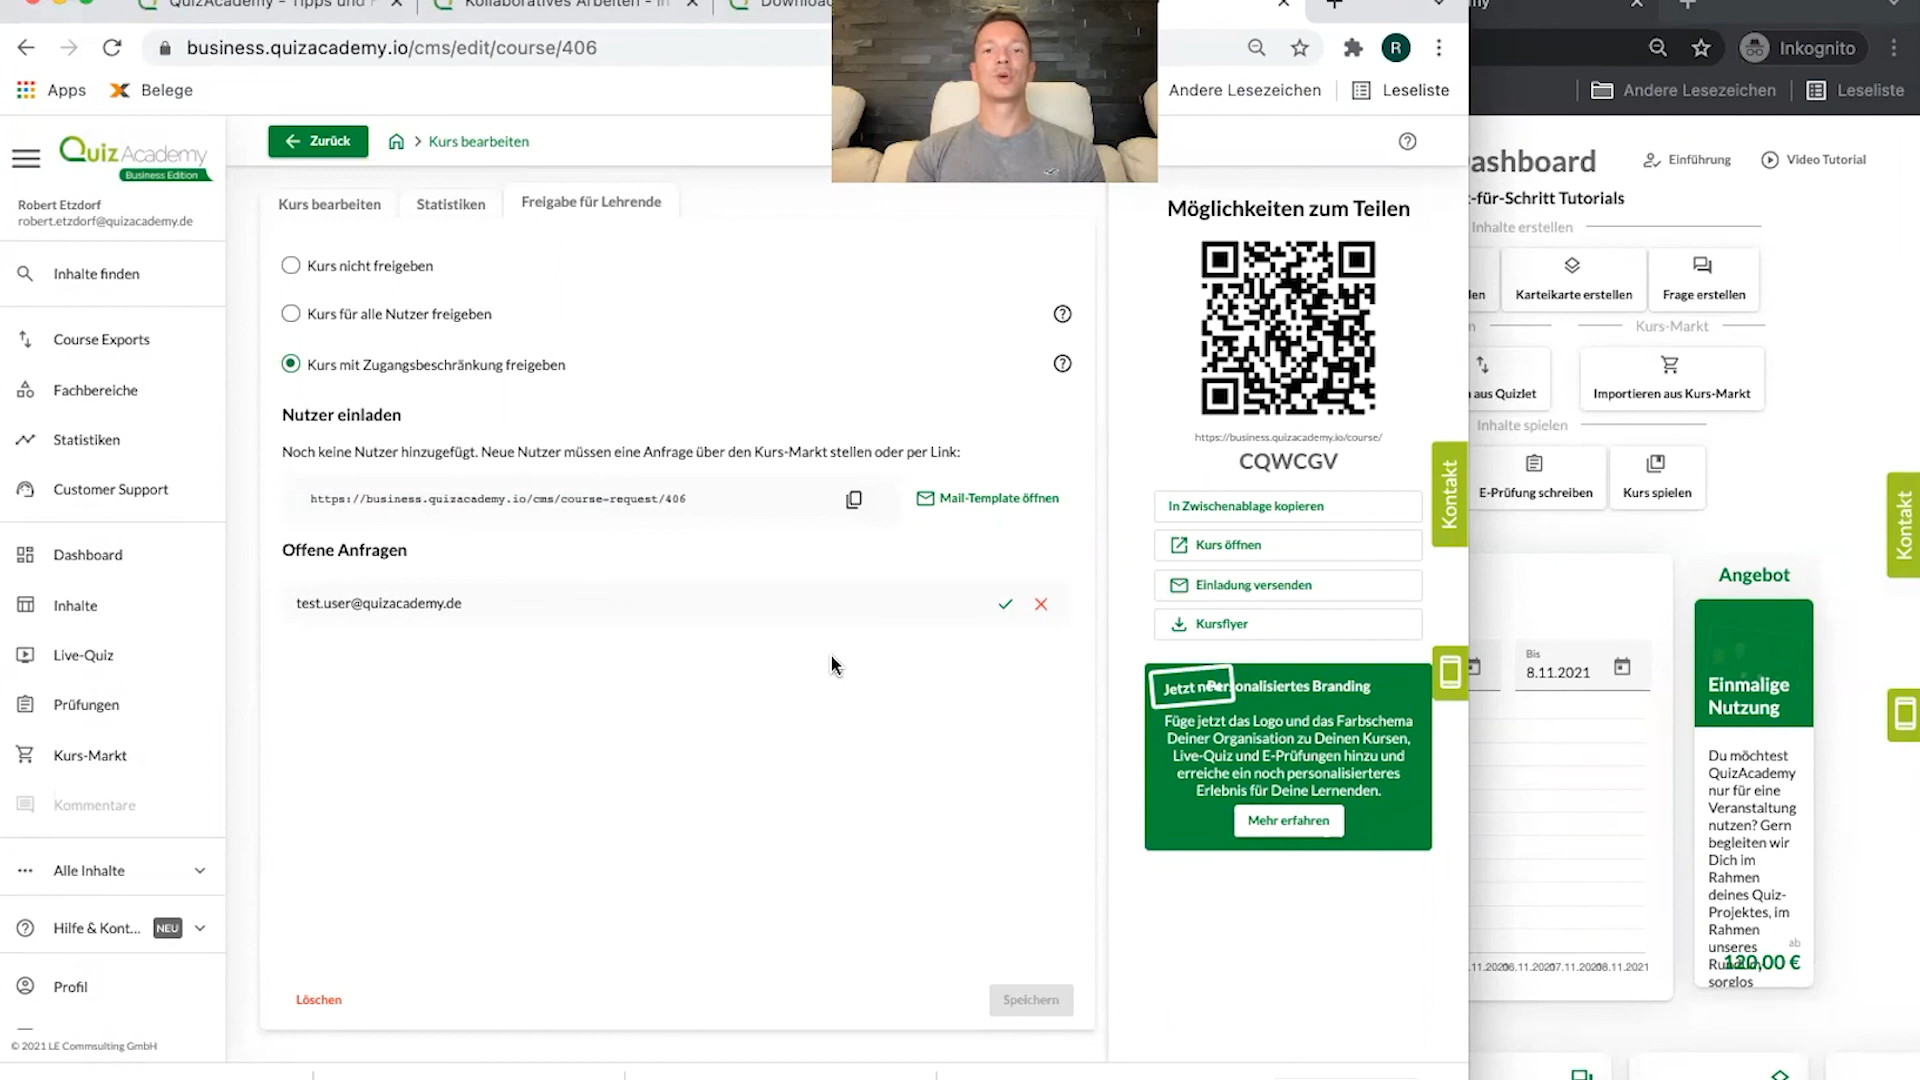 QuizAcademy – Tipps und
Kollaboratives Arbeiten - In
business.quizacademy.io/cms/edit/course/406
R
Inkognito
Apps
Belege
Andere Lesezeichen
Leseliste
Andere Lesezeichen
Leseliste
QuizAcademy
Business Edition
Zurück
Kurs bearbeiten
Robert Etzdorf
robert.etzdorf@quizacademy.de
Inhalte finden
Course Exports
Fachbereiche
Statistiken
Customer Support
Dashboard
Inhalte
Live-Quiz
Prüfungen
Kurs-Markt
Kommentare
Alle Inhalte
Hilfe & Kont...
NEU
Profil
© 2021 LE Commsulting GmbH
Kurs bearbeiten
Statistiken
Freigabe für Lehrende
Kurs nicht freigeben
Kurs für alle Nutzer freigeben
Kurs mit Zugangsbeschränkung freigeben
Nutzer einladen
Noch keine Nutzer hinzugefügt. Neue Nutzer müssen eine Anfrage über den Kurs-Markt stellen oder per Link:
https://business.quizacademy.io/cms/course-request/406
Mail-Template öffnen
Offene Anfragen
test.user@quizacademy.de
Löschen
Speichern
Möglichkeiten zum Teilen
https://business.quizacademy.io/course/
CQWCGV
In Zwischenablage kopieren
Kurs öffnen
Einladung versenden
Kursflyer
Jetzt neu
Personalisiertes Branding
Füge jetzt das Logo und das Farbschema
Deiner Organisation zu Deinen Kursen,
Live-Quiz und E-Prüfungen hinzu und
erreiche ein noch personalisierteres
Erlebnis für Deine Lernenden.
Mehr erfahren
Kontakt
ashboard
Einführung
Video Tutorial
-für-Schritt Tutorials
Inhalte erstellen
Karteikarte erstellen
Frage erstellen
Kurs-Markt
aus Quizlet
Importieren aus Kurs-Markt
Inhalte spielen
E-Prüfung schreiben
Kurs spielen
Kontakt
Angebot
Bis
8.11.2021
Einmalige
Nutzung
Du möchtest
QuizAcademy
nur für eine
Veranstaltung
nutzen? Gern
begleiten wir
Dich im
Rahmen
deines Quiz-
Projektes, im
Rahmen
unseres
sorglos
ab
120,00 €